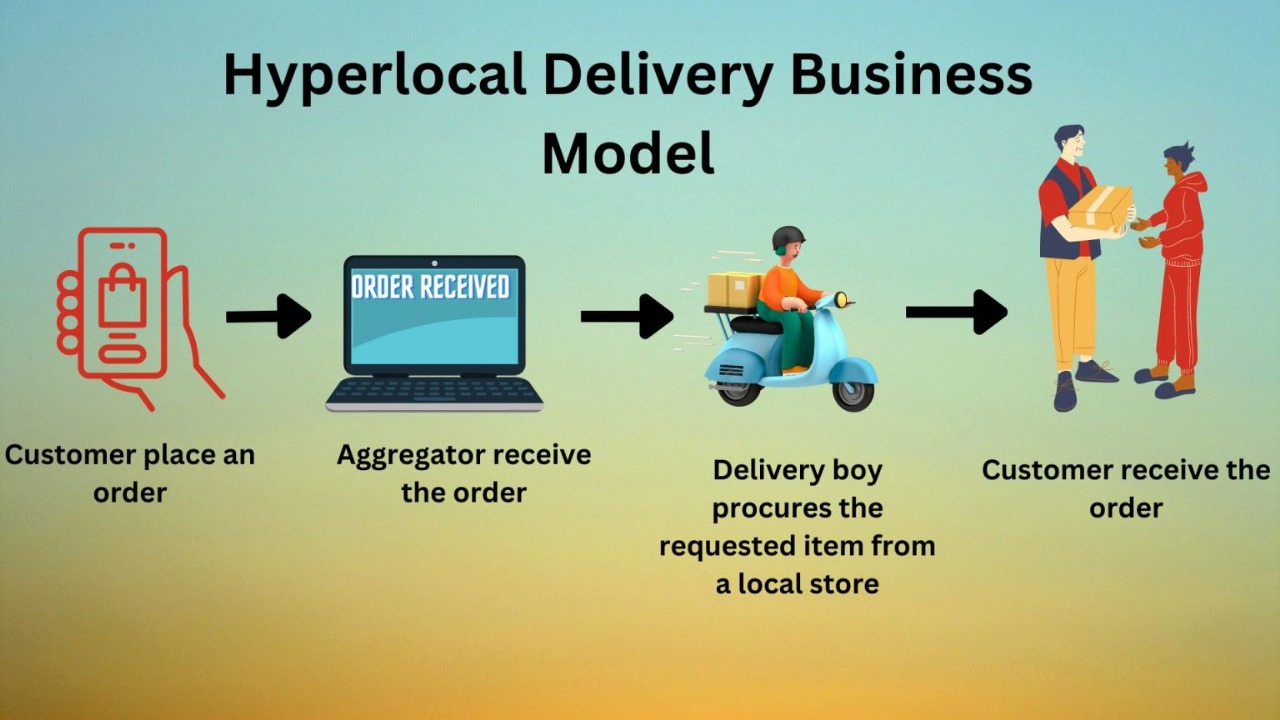 Hyperlocal Delivery Business
Model
ORDER RECEIVED
Customer place an
order
Aggregator receive
the order
Delivery boy
procures the
requested item from
a local store
Customer receive the
order